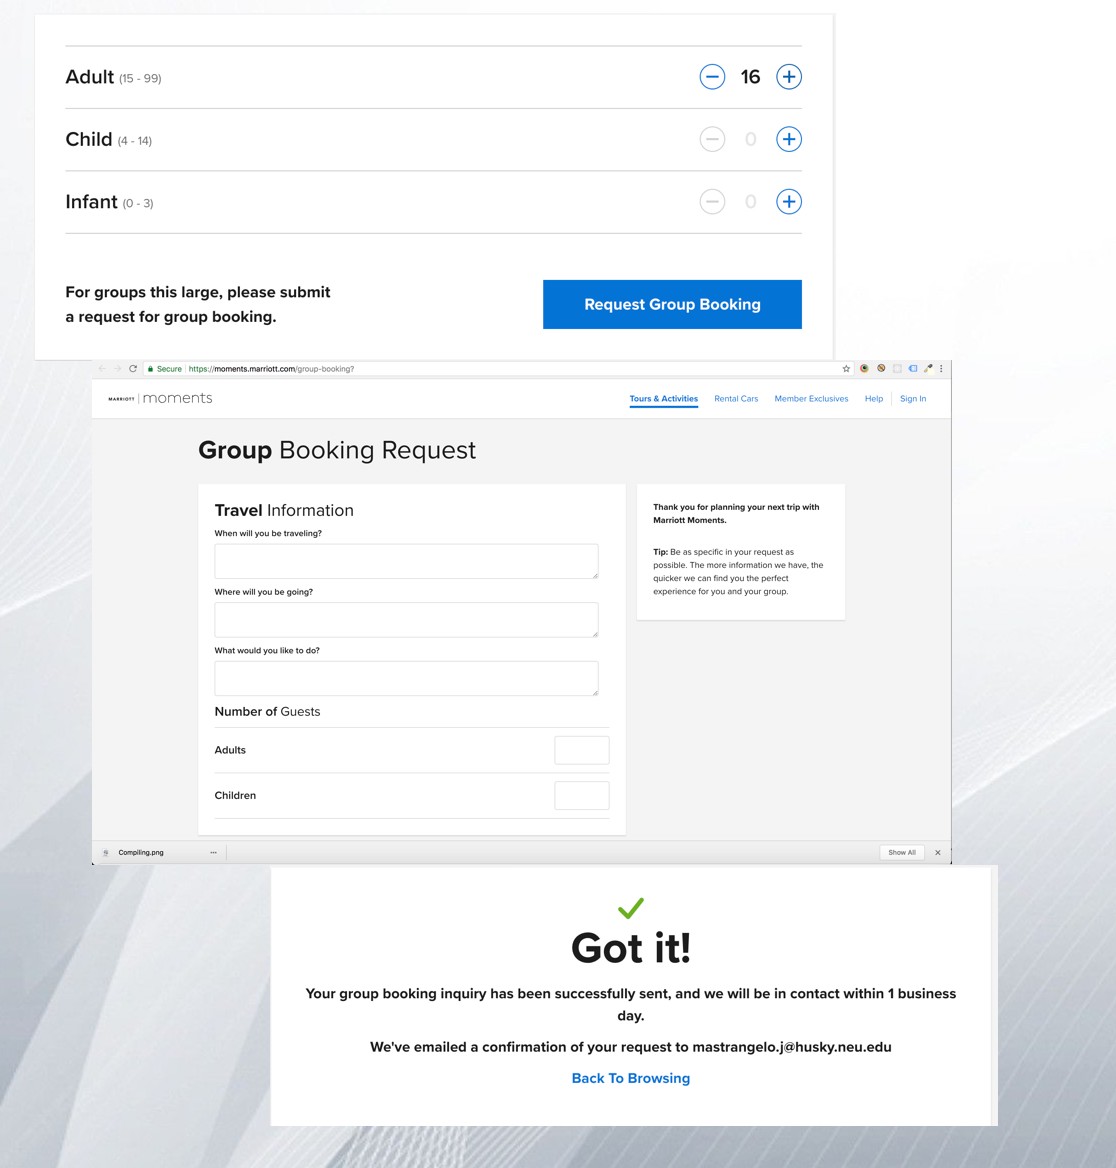 Adult (15 - 99) 16
Child (4 - 14) 0
Infant (0 - 3) 0
For groups this large, please submit
a request for group booking.
Request Group Booking
Secure https://moments.marriott.com/group-booking?
MARRIOTT | moments
Tours & Activities Rental Cars Member Exclusives Help Sign In
Group Booking Request
Travel Information
When will you be traveling?
Where will you be going?
What would you like to do?
Number of Guests
Adults
Children
Thank you for planning your next trip with
Marriott Moments.
Tip: Be as specific in your request as
possible. The more information we have, the
quicker we can find you the perfect
experience for you and your group.
Compiling.png
Show All
Got it!
Your group booking inquiry has been successfully sent, and we will be in contact within 1 business
day.
We've emailed a confirmation of your request to mastrangelo.j@husky.neu.edu
Back To Browsing